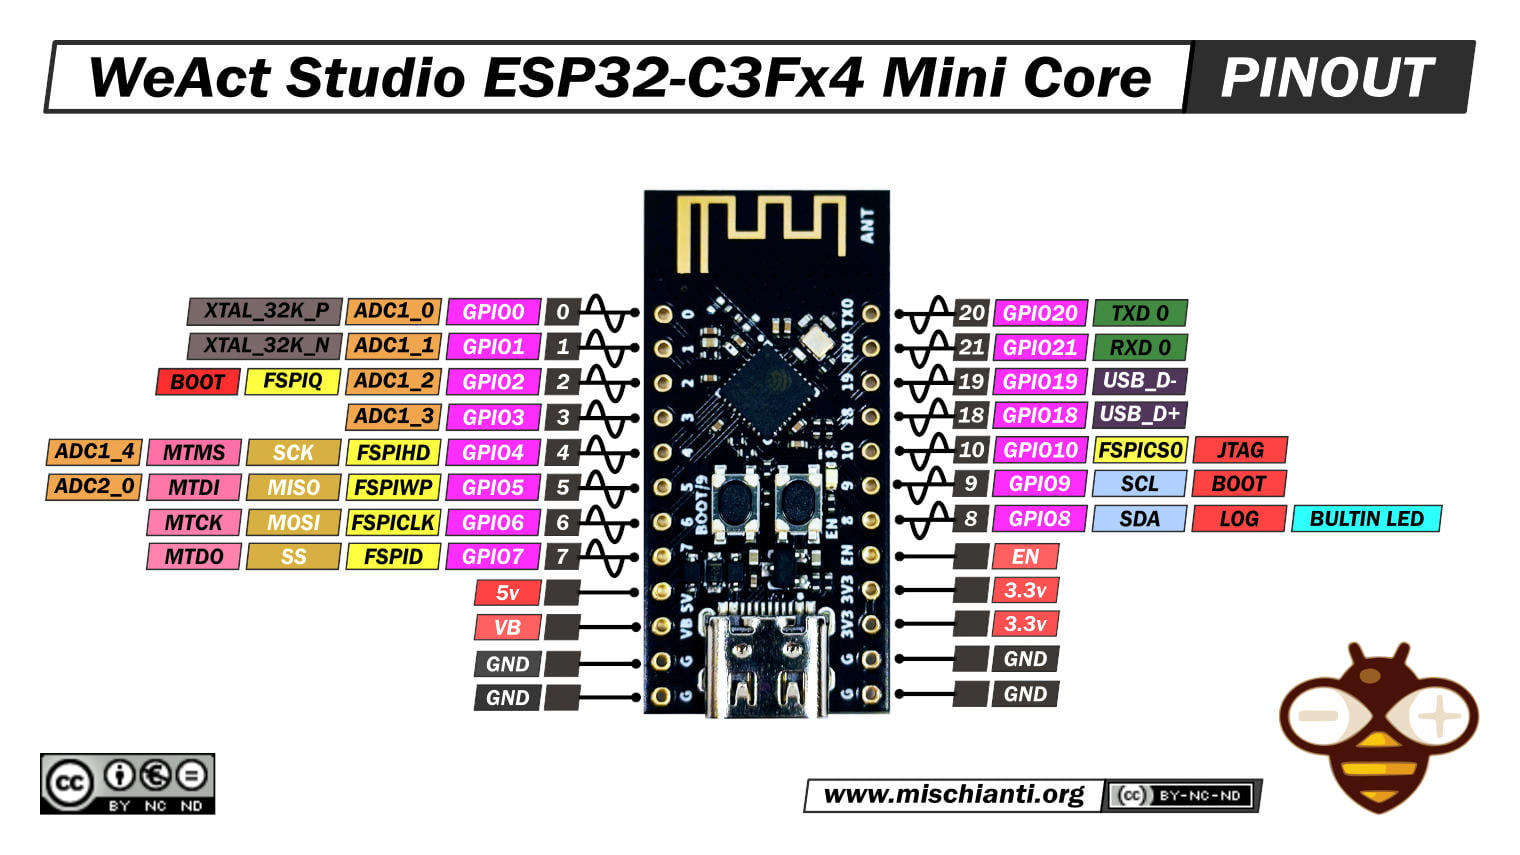 WeAct Studio ESP32-C3Fx4 Mini Core PINOUT
ANT
XTAL_32K_P ADC1_0 GPIO0 0 0 TX0 20 GPIO20 TXD 0
XTAL_32K_N ADC1_1 GPIO1 1 1 RX0 21 GPIO21 RXD 0
BOOT FSPIQ ADC1_2 GPIO2 2 2 19 19 GPIO19 USB_D-
ADC1_3 GPIO3 3 3 18 18 GPIO18 USB_D+
ADC1_4 MTMS SCK FSPIHD GPIO4 4 4 8 10 10 GPIO10 FSPICS0 JTAG
ADC2_0 MTDI MISO FSPIWP GPIO5 5 5 BOOT/9 9 9 GPIO9 SCL BOOT
MTCK MOSI FSPICLK GPIO6 6 6 EN 8 8 GPIO8 SDA LOG BULTIN LED
MTDO SS FSPID GPIO7 7 7 EN EN
5v 5V 3V3 3.3v
VB VB 3V3 3.3v
GND G G GND
GND G G GND
cc BY NC ND
www.mischianti.org (cc) BY-NC-ND